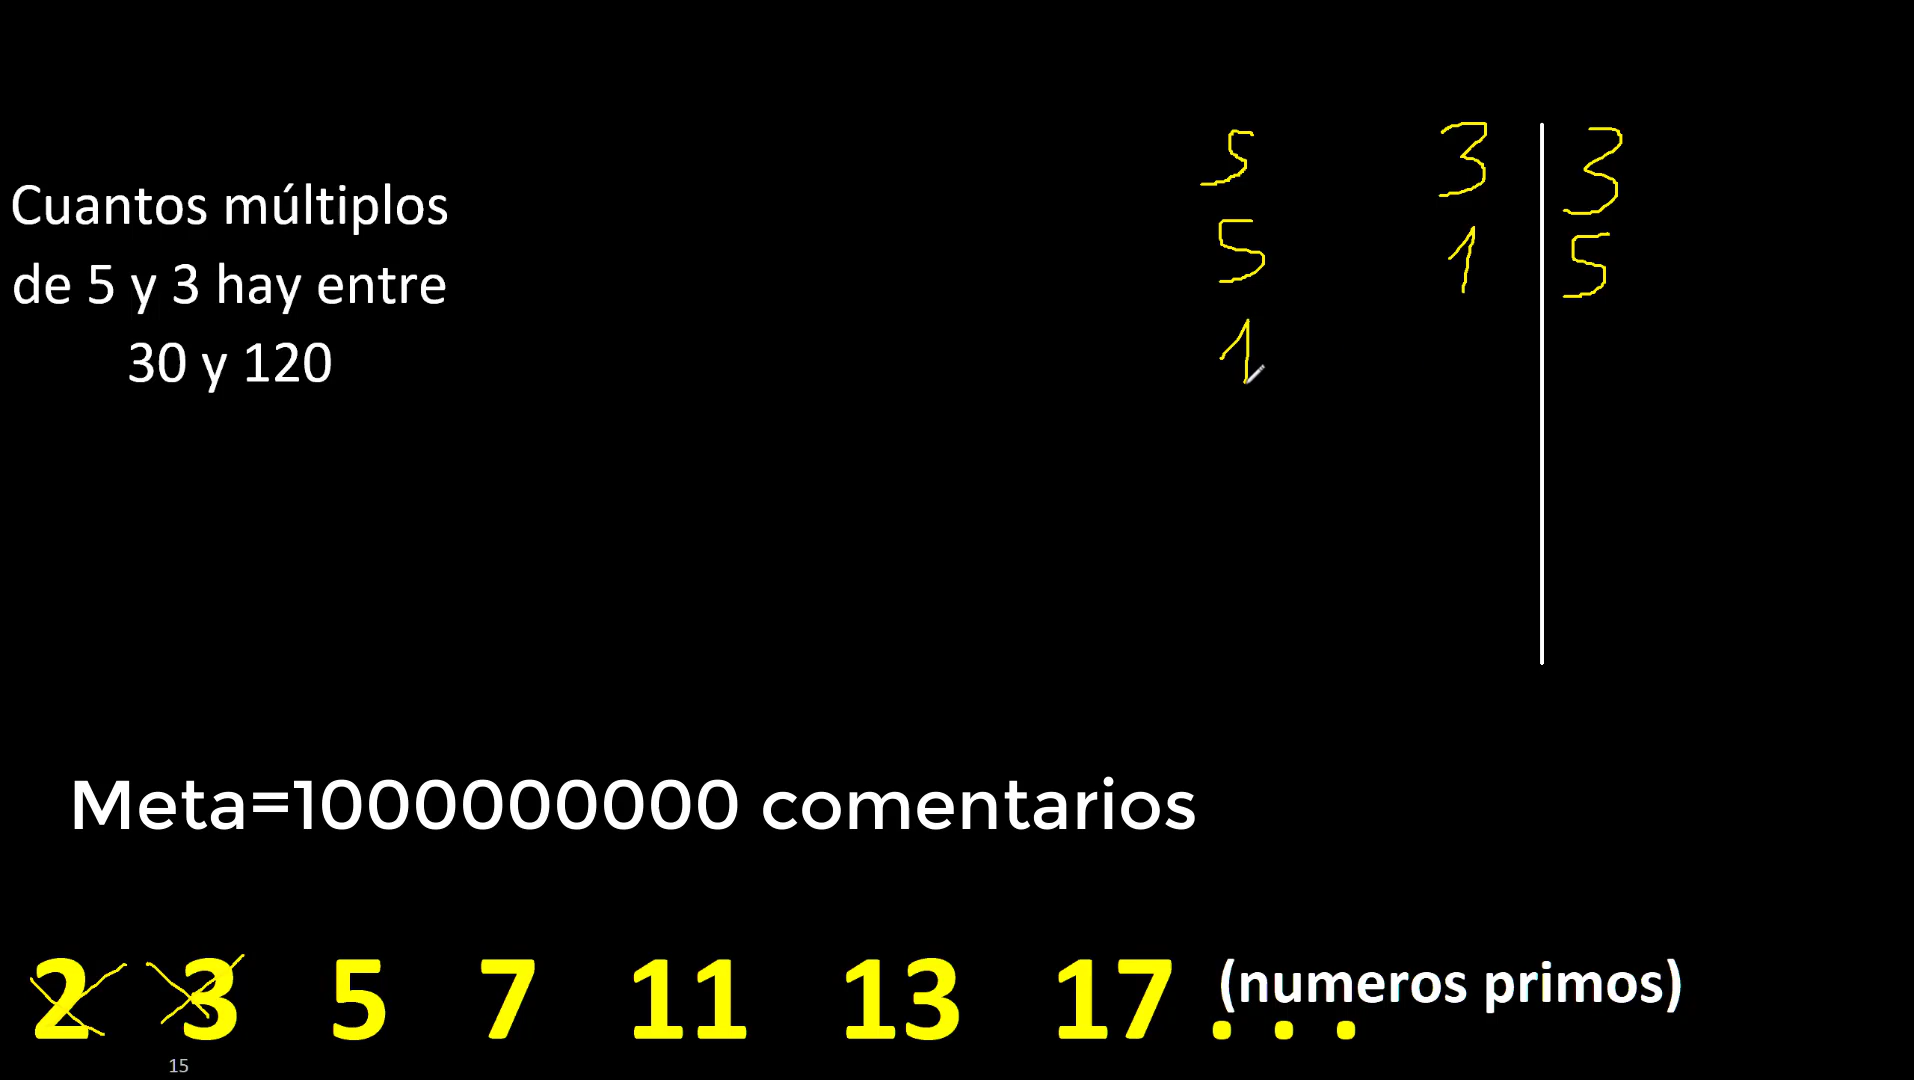 Cuantos múltiplos
de 5 y 3 hay entre
30 y 120
5 3 3
5 1 5
1
Meta=1000000000 comentarios
2 3 5 7 11 13 17 . . . (numeros primos)
15